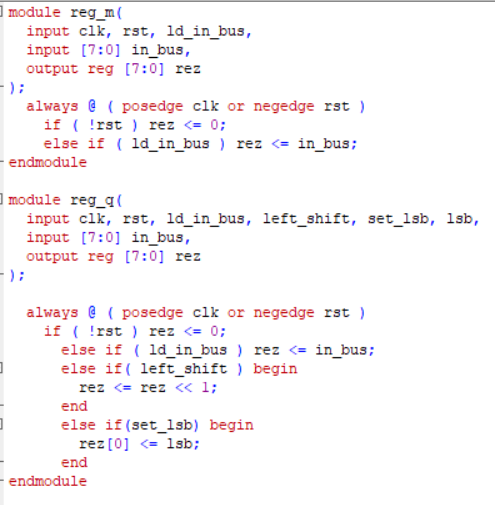 module reg_m(
input clk, rst, ld_in_bus,
input [7:0] in_bus,
output reg [7:0] rez
);
always @ ( posedge clk or negedge rst )
if ( !rst ) rez <= 0;
else if ( ld_in_bus ) rez <= in_bus;
endmodule
module reg_q(
input clk, rst, ld_in_bus, left_shift, set_lsb, lsb,
input [7:0] in_bus,
output reg [7:0] rez
);
always @ ( posedge clk or negedge rst )
if ( !rst ) rez <= 0;
else if ( ld_in_bus ) rez <= in_bus;
else if( left_shift ) begin
rez <= rez << 1;
end
else if(set_lsb) begin
rez[0] <= lsb;
end
endmodule